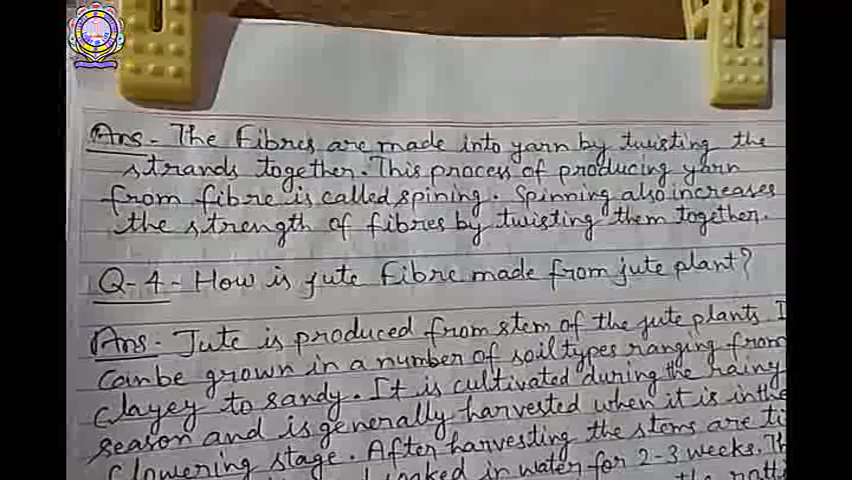 Ans- The Fibres are made into yarn by twisting the
strands together. This process of producing yarn
from fibre is called spining. Spinning also increases
the strength of fibres by twisting them together.
Q-4- How is jute Fibre made from jute plant?
Ans- Jute is produced from stem of the jute plants. I
can be grown in a number of soil types ranging from
clayey to sandy. It is cultivated during the rainy
season and is generally harvested when it is in the
flowering stage. After harvesting the stems are ti
soaked in water for 2-3 weeks. Th
the